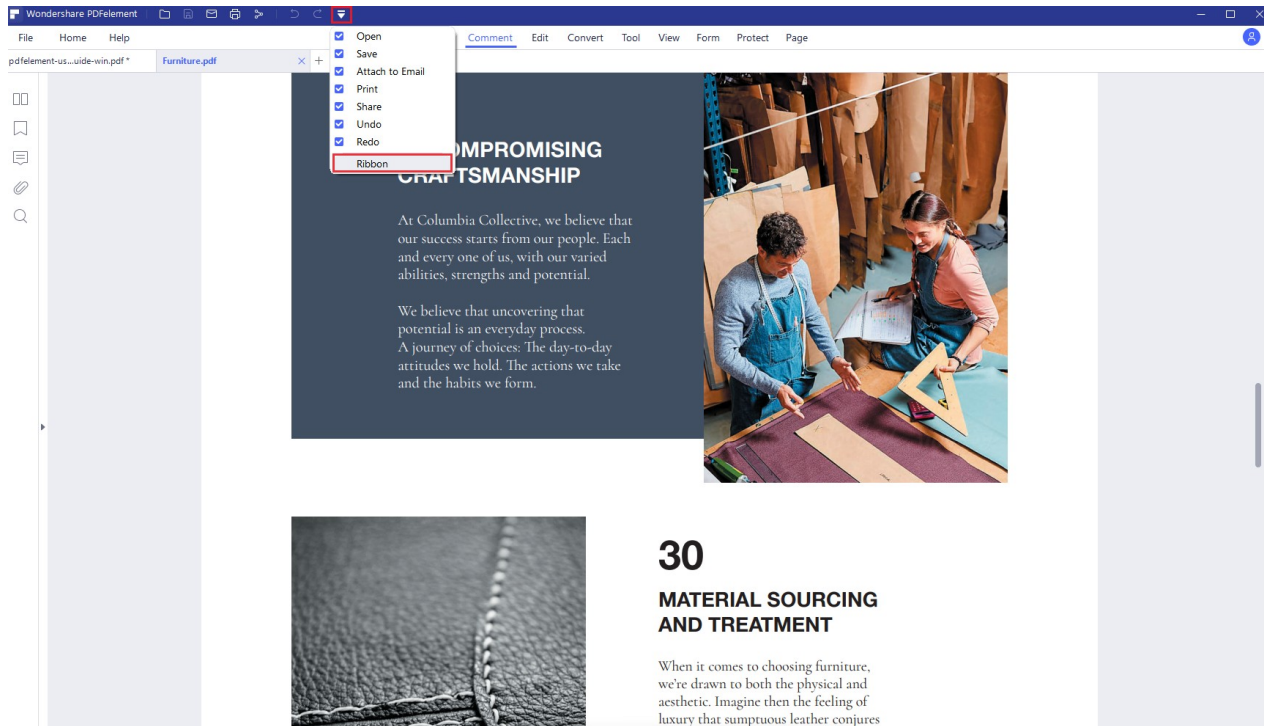 Wondershare PDFelement
File Home Help Comment Edit Convert Tool View Form Protect Page
pdfelement-us...uide-win.pdf *
Furniture.pdf
Open
Save
Attach to Email
Print
Share
Undo
Redo
Ribbon
OMPROMISING
CRAFTSMANSHIP
At Columbia Collective, we believe that
our success starts from our people. Each
and every one of us, with our varied
abilities, strengths and potential.
We believe that uncovering that
potential is an everyday process.
A journey of choices: The day-to-day
attitudes we hold. The actions we take
and the habits we form.
30
MATERIAL SOURCING
AND TREATMENT
When it comes to choosing furniture,
we're drawn to both the physical and
aesthetic. Imagine then the feeling of
luxury that sumptuous leather conjures